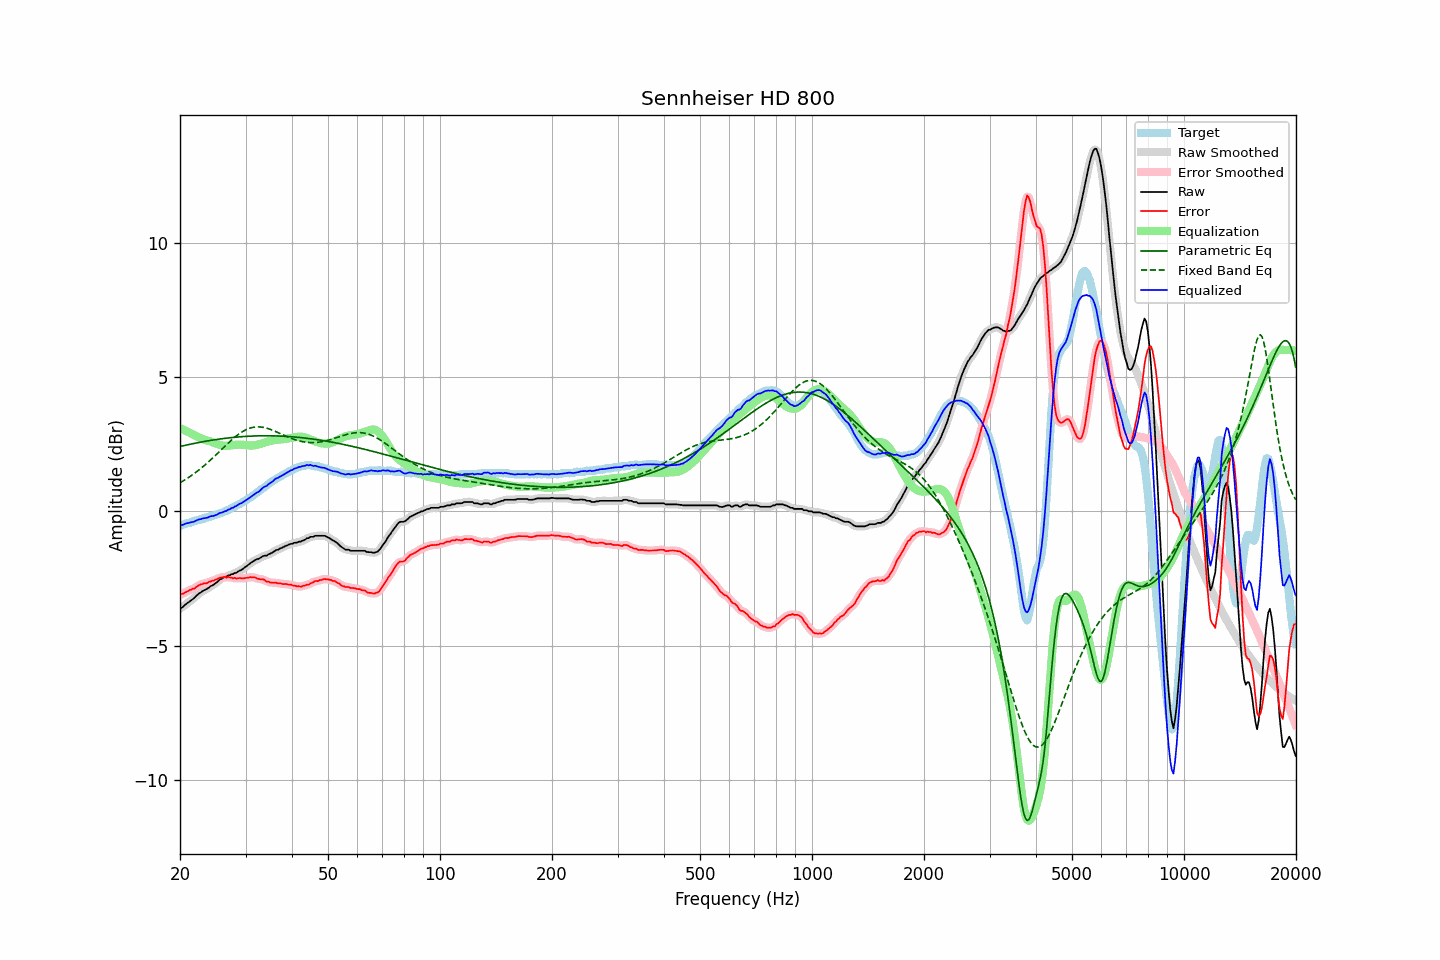 Sennheiser HD 800
Amplitude (dBr)
10
5
0
−5
−10
Target
Raw Smoothed
Error Smoothed
Raw
Error
Equalization
Parametric Eq
Fixed Band Eq
Equalized
20 50 100 200 500 1000 2000 5000 10000 20000
Frequency (Hz)